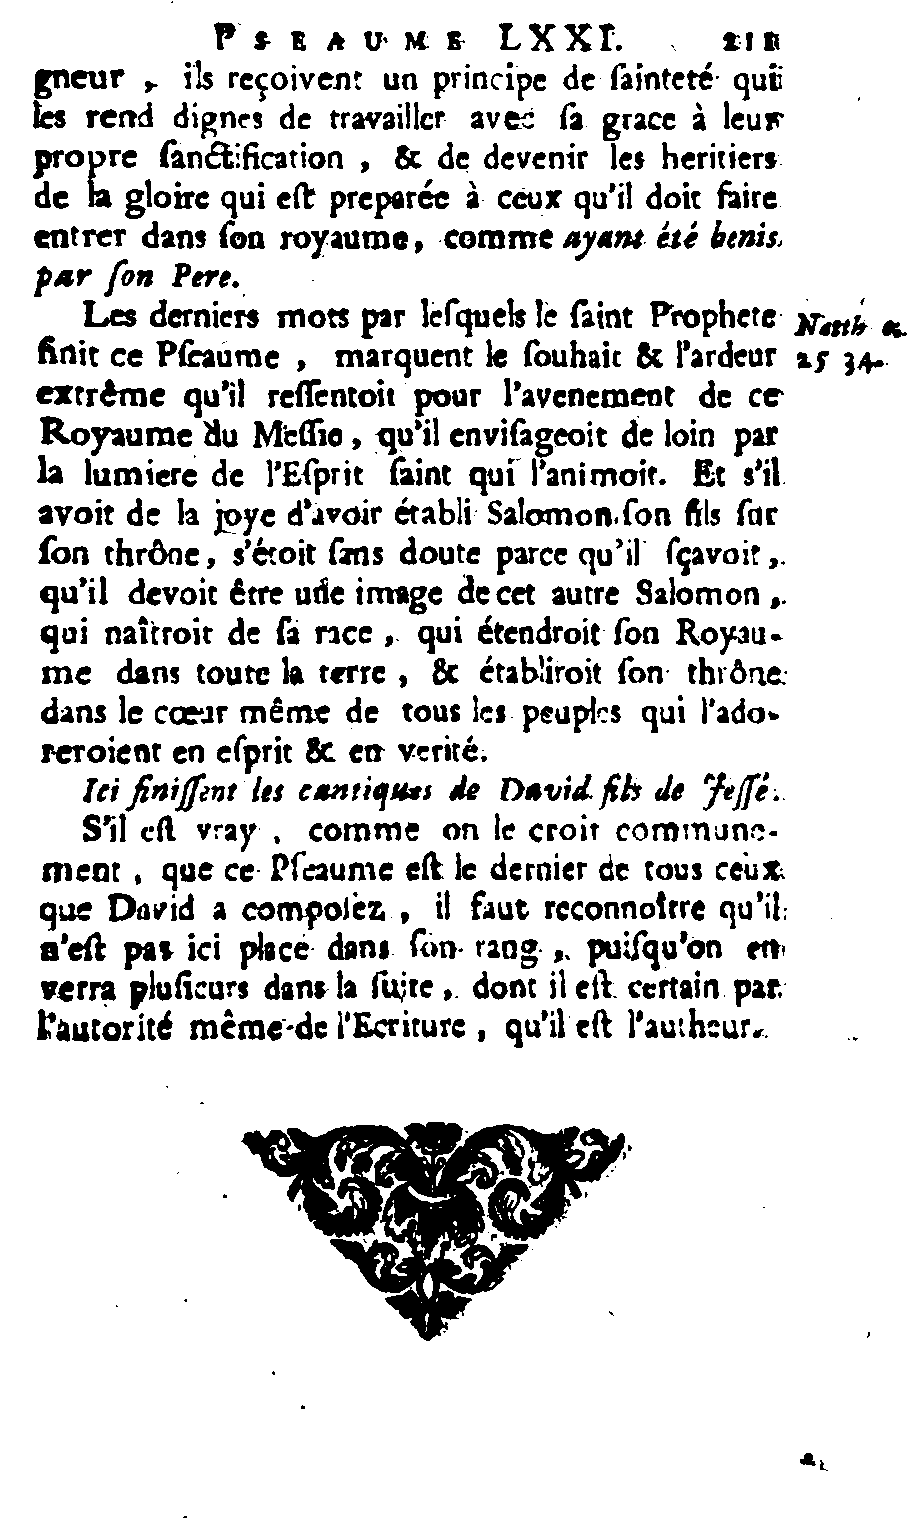 PSEAUME LXXI. 211
gneur, ils reçoivent un principe de ſainteté qui
les rend dignes de travailler avec ſa grace à leur
propre ſanctification, & de devenir les heritiers
de la gloire qui eſt preparée à ceux qu'il doit faire
entrer dans ſon royaume, comme ayant été benis
par ſon Pere.
Les derniers mots par leſquels le ſaint Prophete
finit ce Pſeaume, marquent le ſouhait & l'ardeur
extrême qu'il reſſentoit pour l'avenement de ce
Royaume du Meſſie, qu'il enviſageoit de loin par
la lumiere de l'Eſprit ſaint qui l'animoit. Et s'il
avoit de la joye d'avoir établi Salomon ſon fils ſur
ſon thrône, s'étoit ſans doute parce qu'il ſçavoit,
qu'il devoit être une image de cet autre Salomon,
qui naîtroit de ſa race, qui étendroit ſon Royau-
me dans toute la terre, & établiroit ſon thrône
dans le cœur même de tous les peuples qui l'ado-
reroient en eſprit & en verité.
Ici finiſſent les cantiques de David fils de Jeſſé.
S'il eſt vray, comme on le croit commune-
ment, que ce Pſeaume eſt le dernier de tous ceux
que David a compoſez, il faut reconnoître qu'il
n'eſt pas ici placé dans ſon rang, puiſqu'on en
verra pluſieurs dans la ſuite, dont il eſt certain par
l'autorité même de l'Ecriture, qu'il eſt l'autheur.
Matth
25 34.